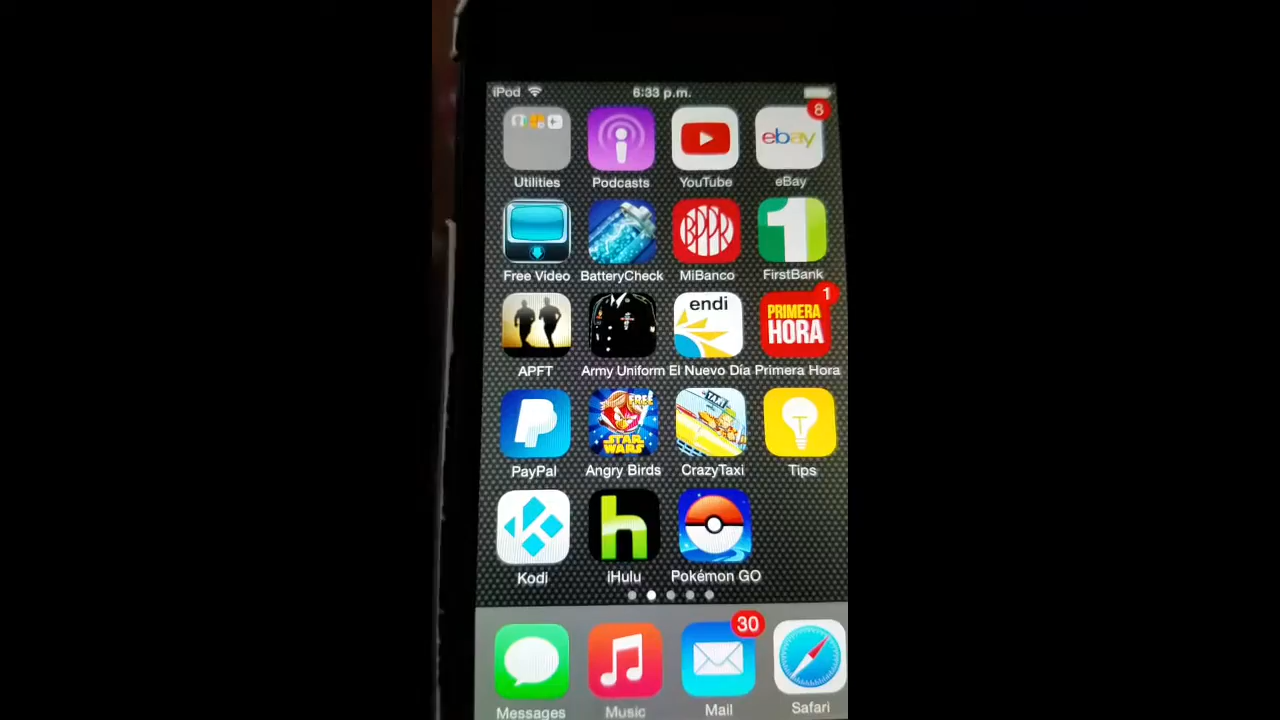 iPod 6:33 p.m.
8
ebay
Utilities Podcasts YouTube eBay
BPPR 1
Free Video BatteryCheck MiBanco FirstBank
1
endi PRIMERA
HORA
APFT Army Uniform El Nuevo Día Primera Hora
FREE TAXI
STAR
WARS T
PayPal Angry Birds CrazyTaxi Tips
h
Kodi iHulu Pokémon GO
30
Messages Music Mail Safari